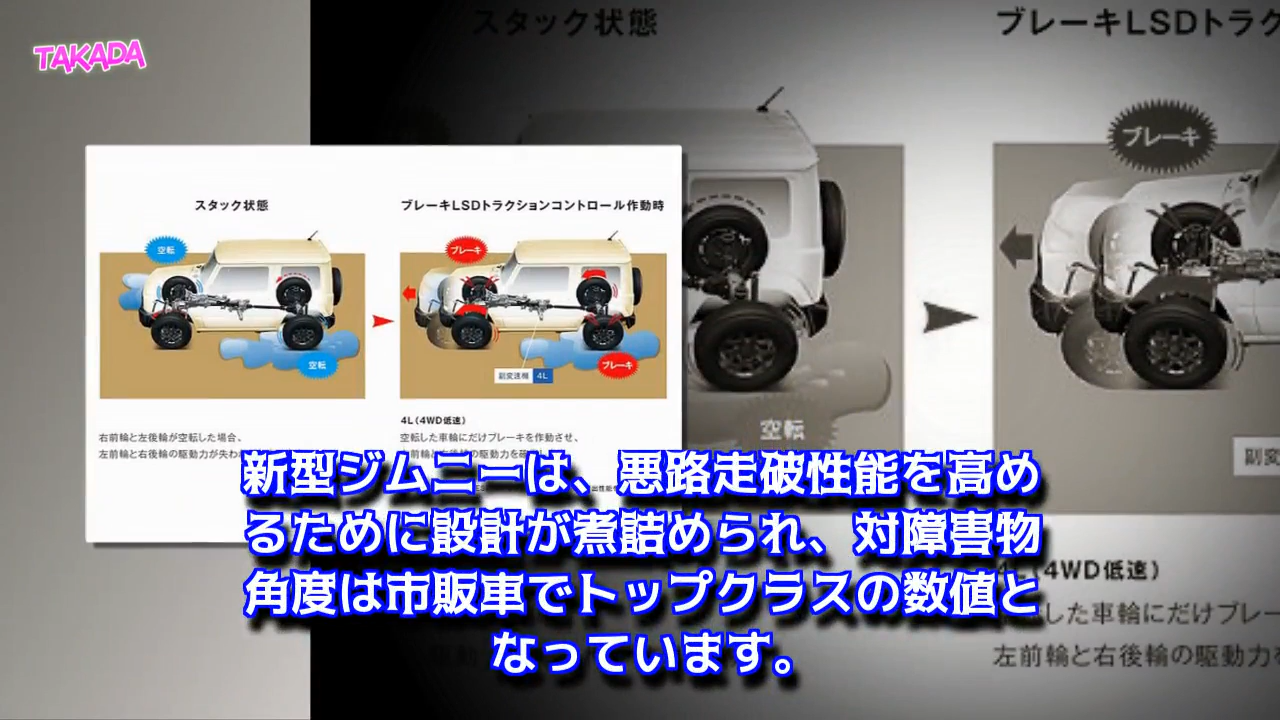 TAKADA
スタック状態
ブレーキLSDトラク
ブレーキ
スタック状態
ブレーキLSDトラクションコントロール作動時
空転
ブレーキ
空転
ブレーキ
副変速機 4L
4L(4WD低速)
右前輪と左後輪が空転した場合、
左前輪と右後輪の駆動力が失わ
空転した車輪にだけブレーキを作動させ、
空転
副変
(4WD低速)
した車輪にだけブレー
左前輪と右後輪の駆動力を
新型ジムニーは、悪路走破性能を高め
るために設計が煮詰められ、対障害物
角度は市販車でトップクラスの数値と
なっています。